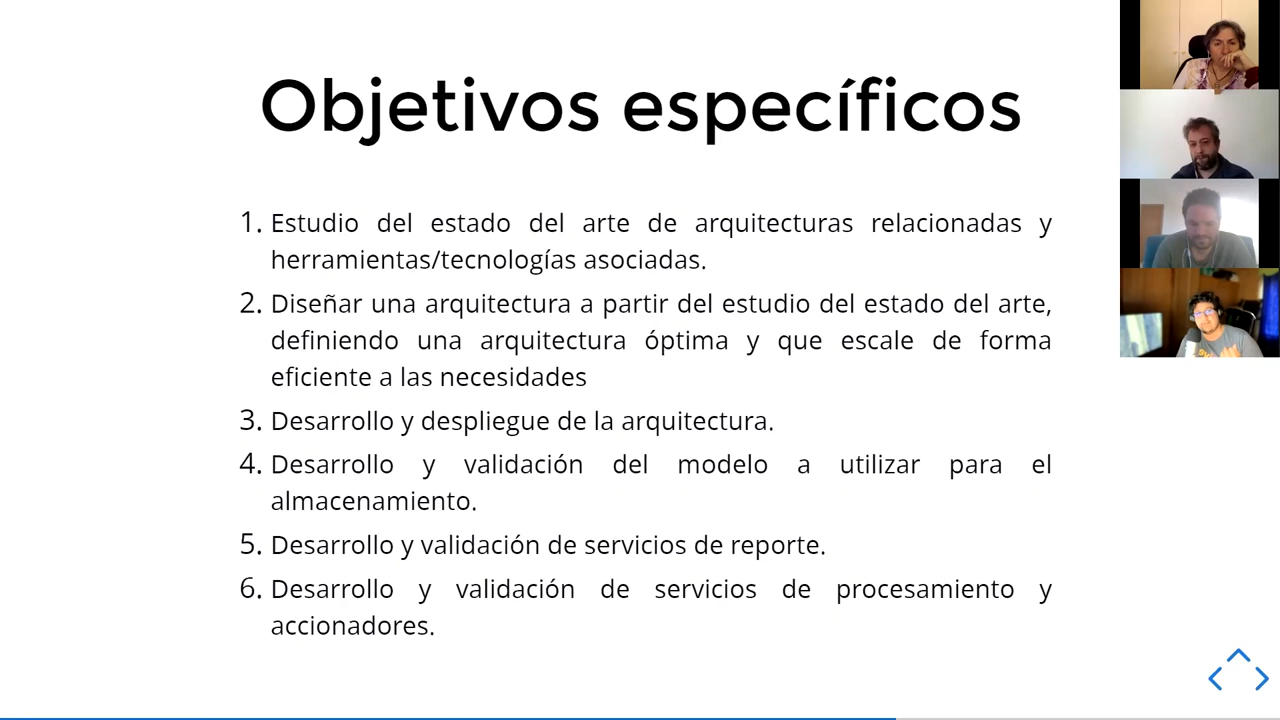 Objetivos específicos
1. Estudio del estado del arte de arquitecturas relacionadas y
herramientas/tecnologías asociadas.
2. Diseñar una arquitectura a partir del estudio del estado del arte,
definiendo una arquitectura óptima y que escale de forma
eficiente a las necesidades
3. Desarrollo y despliegue de la arquitectura.
4. Desarrollo y validación del modelo a utilizar para el
almacenamiento.
5. Desarrollo y validación de servicios de reporte.
6. Desarrollo y validación de servicios de procesamiento y
accionadores.